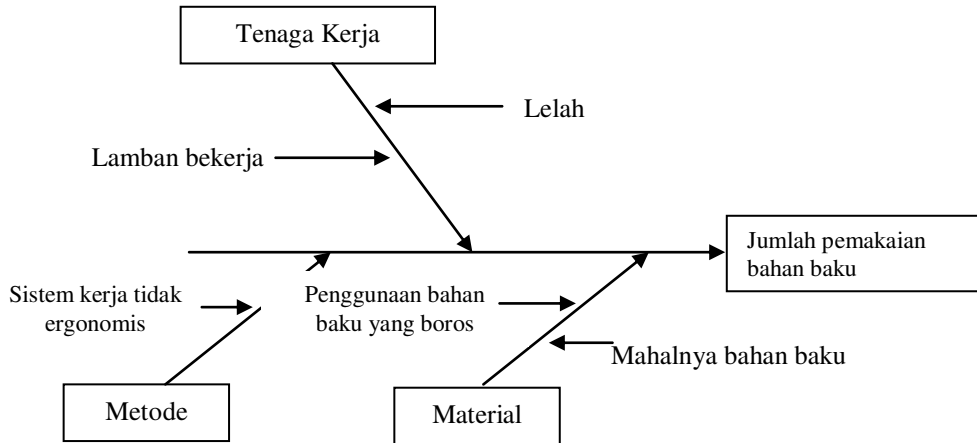 Tenaga Kerja
Lelah
Lamban bekerja
Jumlah pemakaian
bahan baku
Sistem kerja tidak
ergonomis
Penggunaan bahan
baku yang boros
Mahalnya bahan baku
Metode
Material